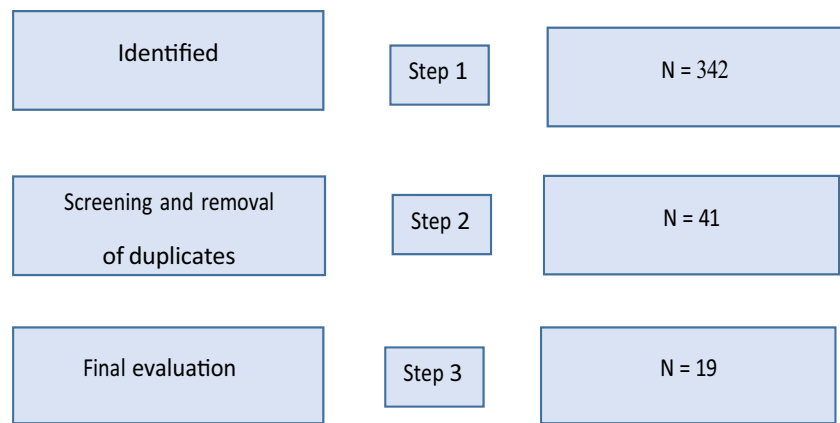 Identified
Step 1
N = 342
Screening and removal
of duplicates
Step 2
N = 41
Final evaluation
Step 3
N = 19